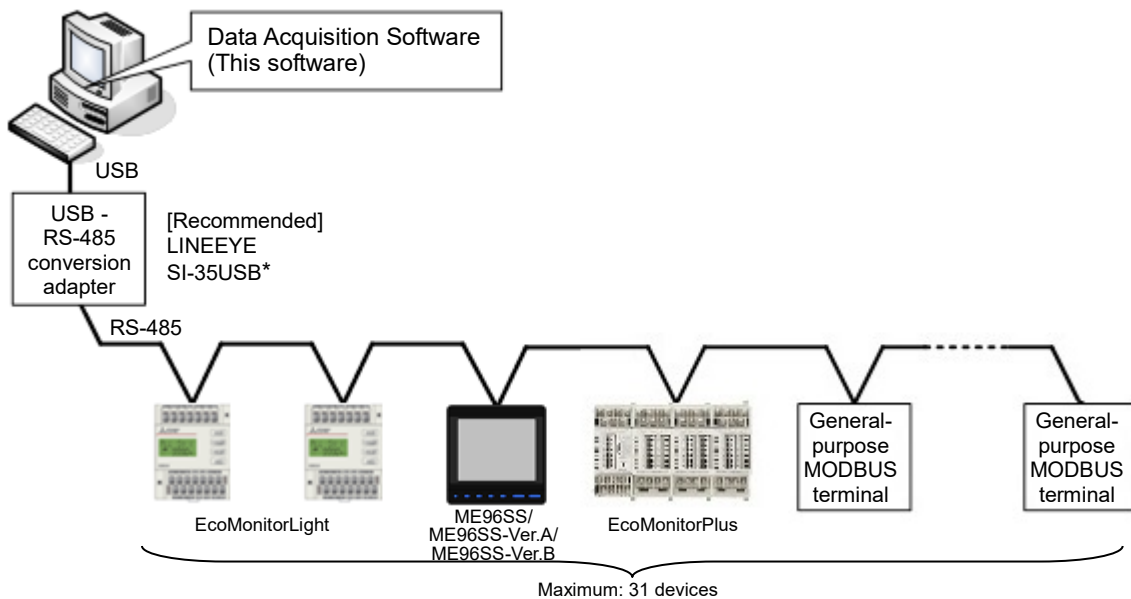 Data Acquisition Software
(This software)
USB
USB -
RS-485
conversion
adapter
[Recommended]
LINEEYE
SI-35USB*
RS-485
EcoMonitorLight
ME96SS/
ME96SS-Ver.A/
ME96SS-Ver.B
EcoMonitorPlus
General-
purpose
MODBUS
terminal
General-
purpose
MODBUS
terminal
Maximum: 31 devices